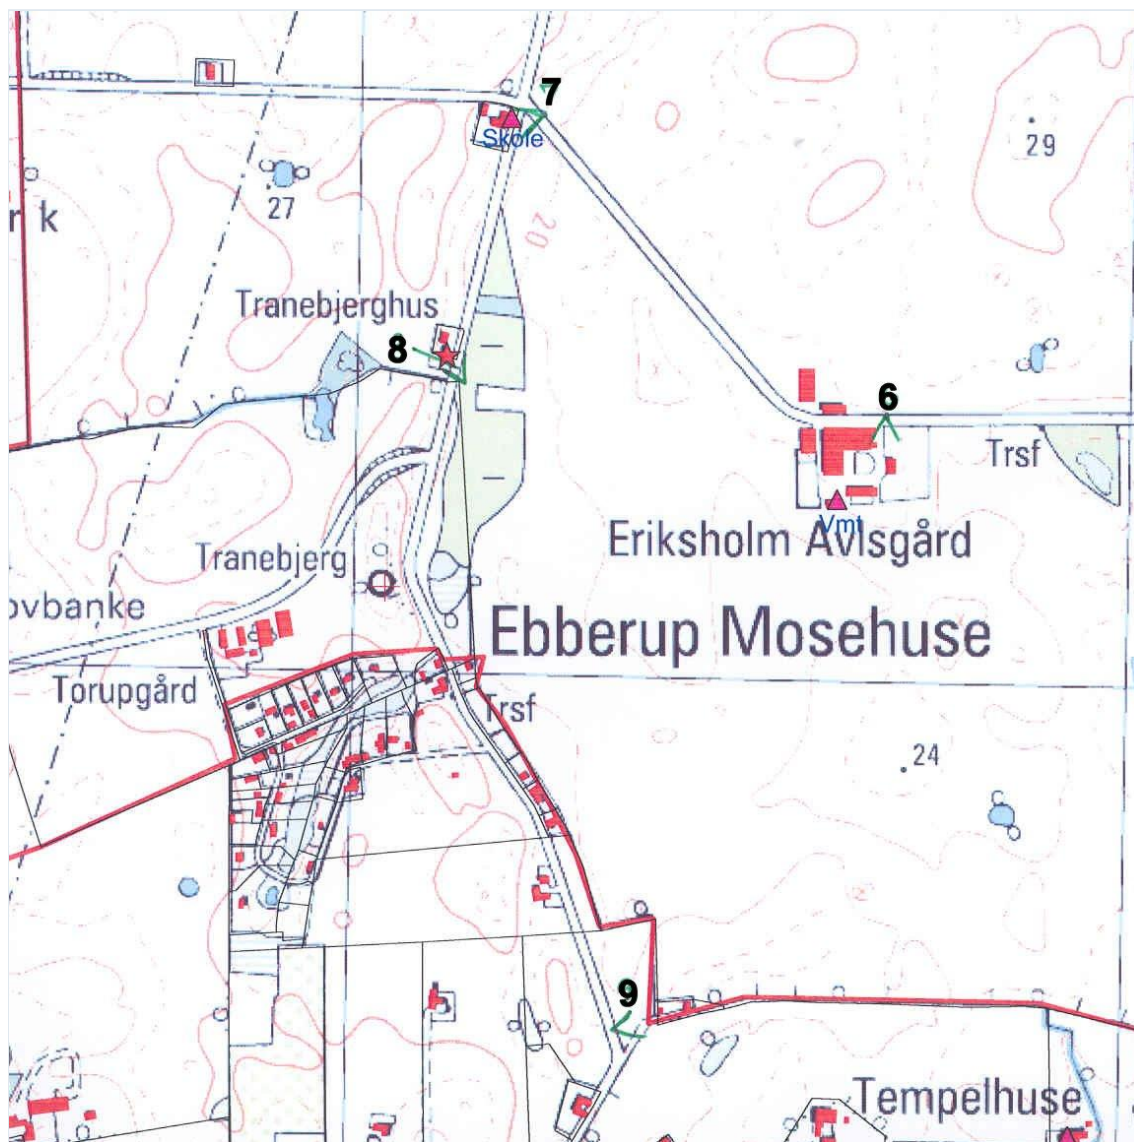 7
Skole
29
27
r k
20
Tranebjerghus
8
6
Trsf
Vmt
Eriksholm Avlsgård
Tranebjerg
ovbanke
Ebberup Mosehuse
Torupgård
Trsf
24
9
Tempelhuse